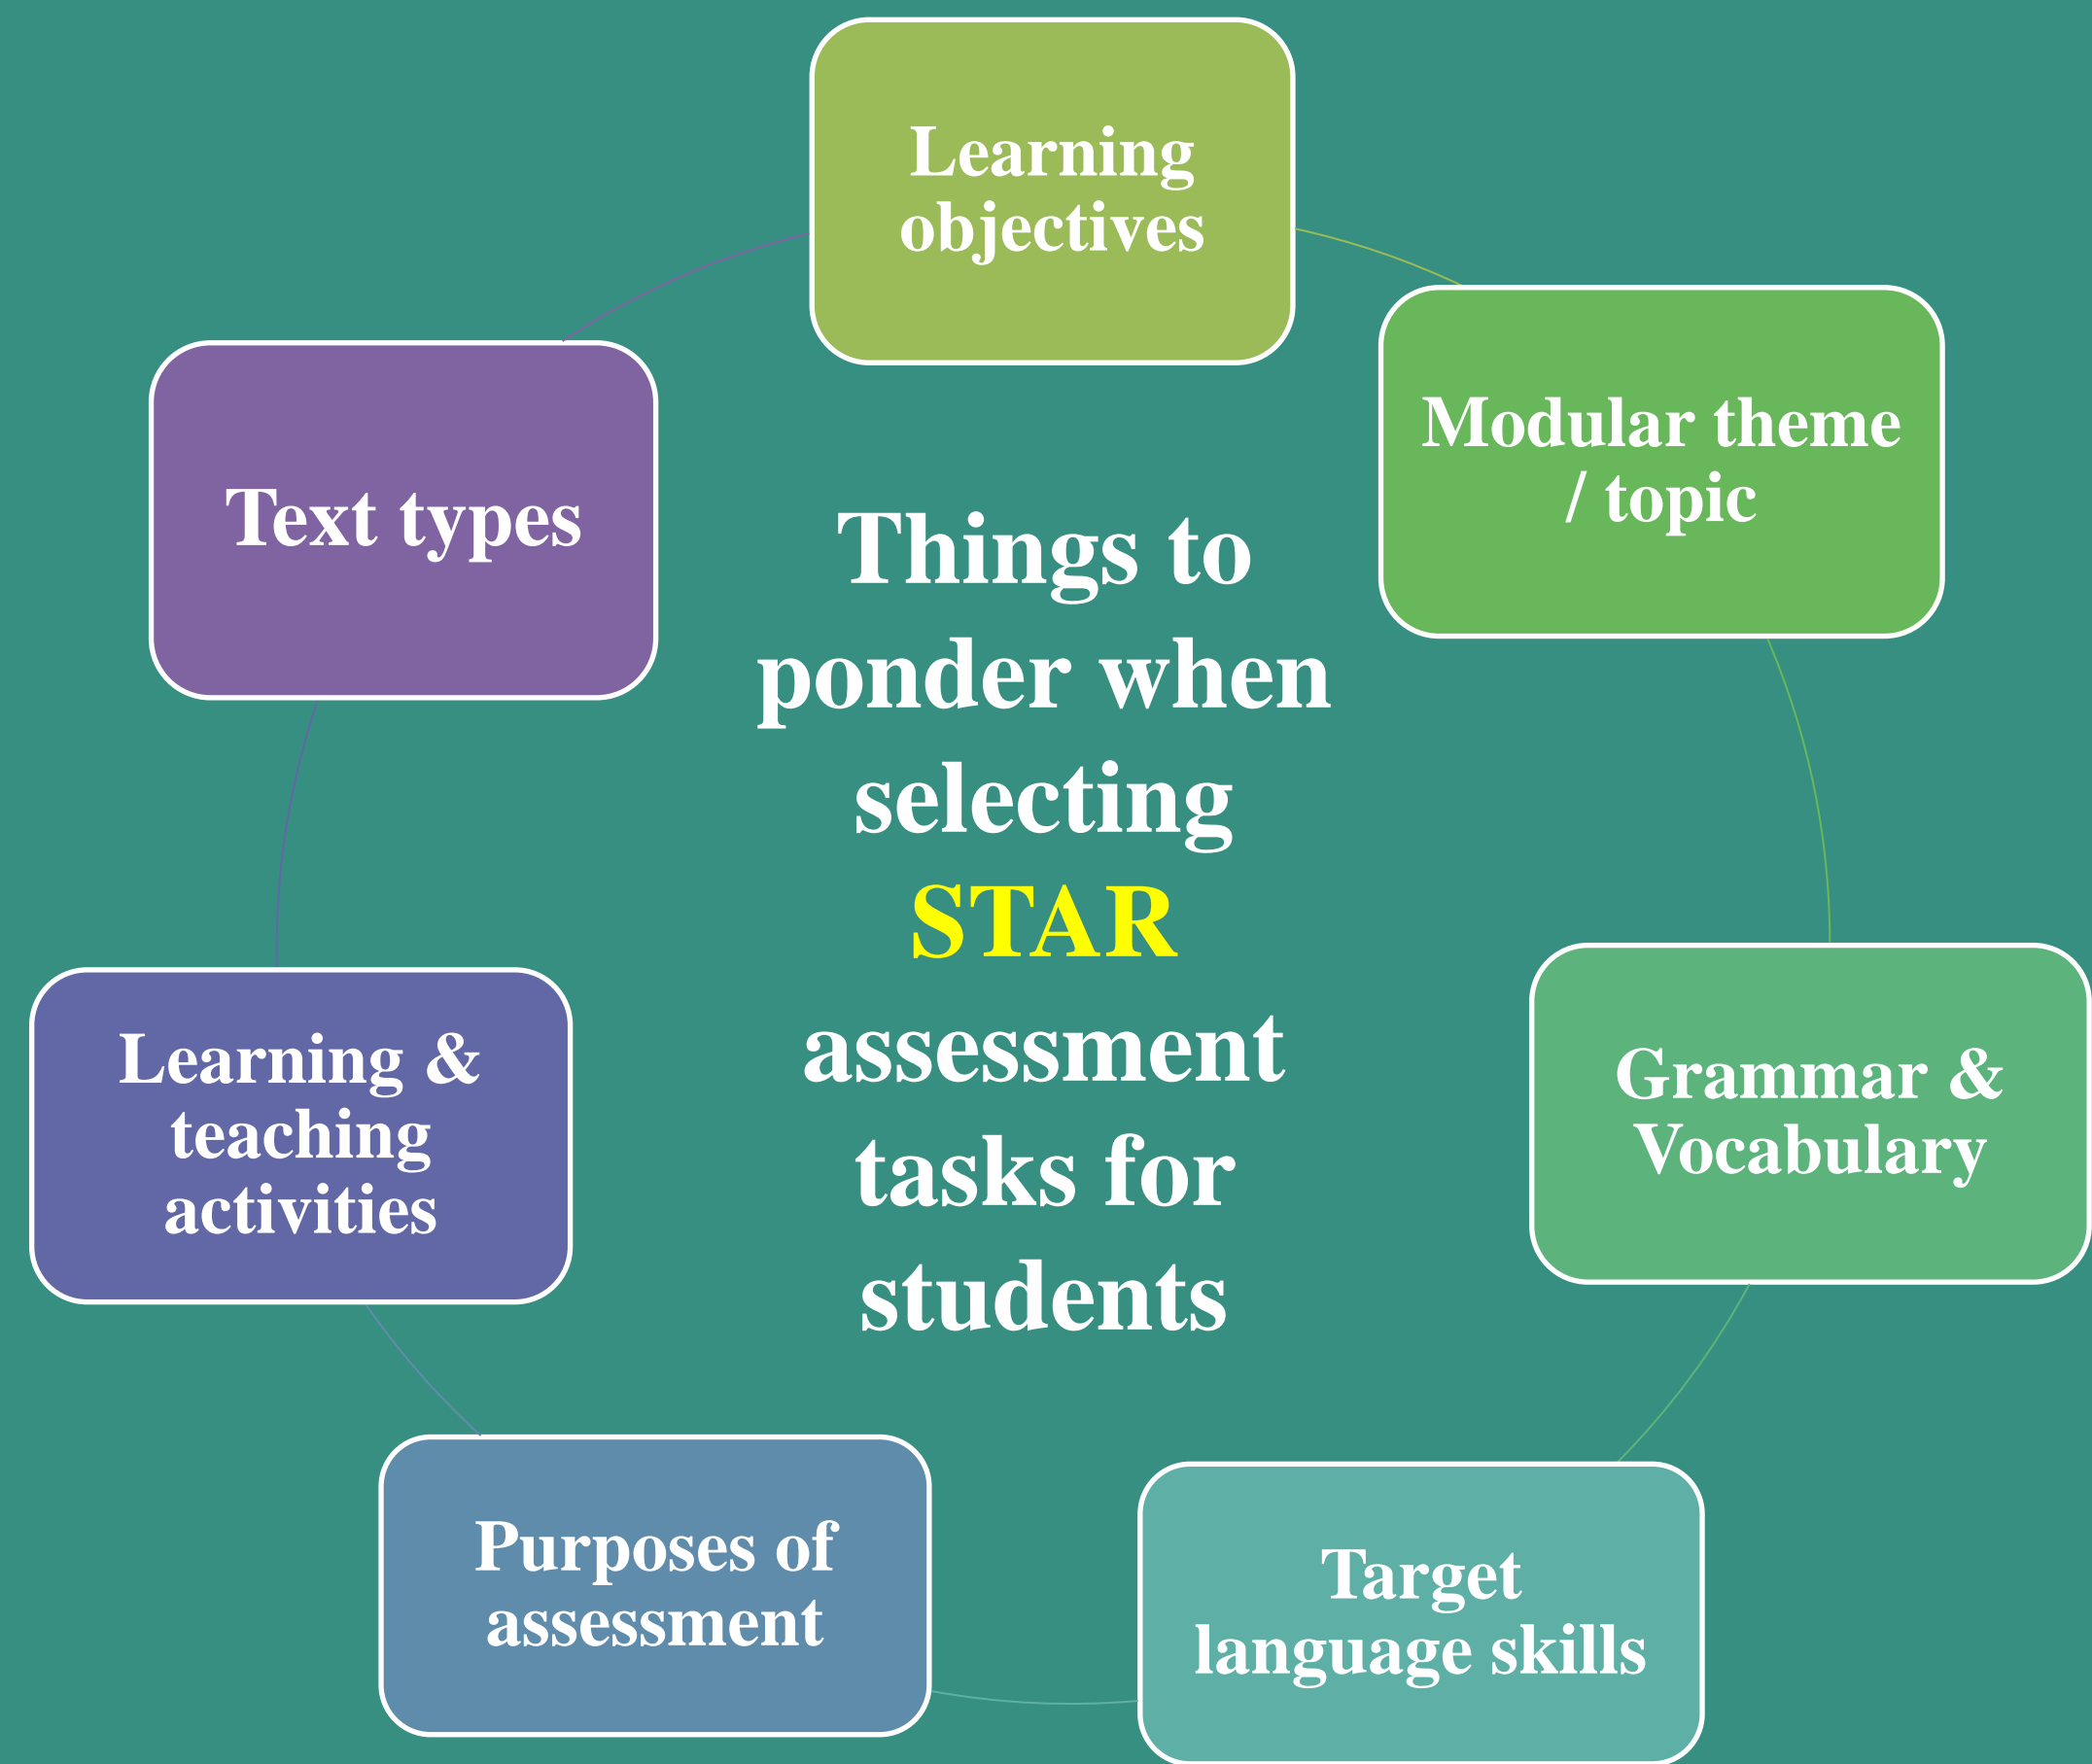 Learning
objectives
Modular theme
/ topic
Text types
Things to
ponder when
selecting
STAR
assessment
tasks for
students
Grammar &
Vocabulary
Learning &
teaching
activities
Target
language skills
Purposes of
assessment